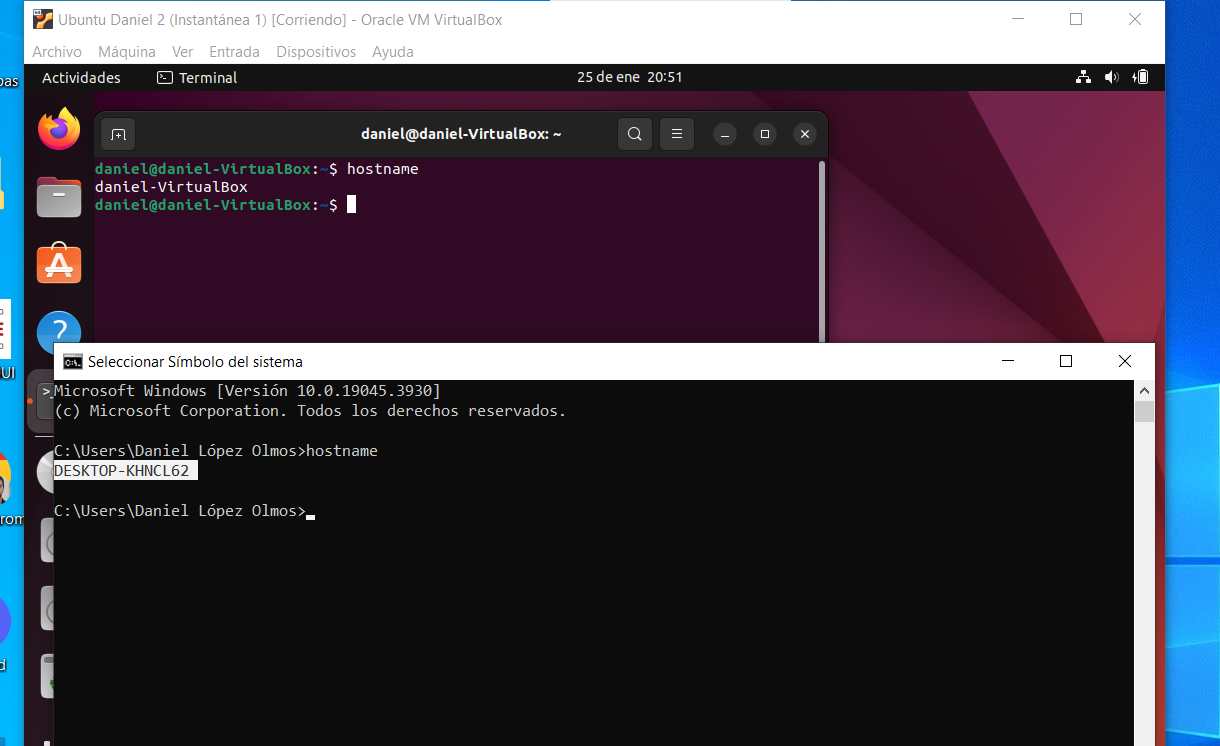 Ubuntu Daniel 2 (Instantánea 1) [Corriendo] - Oracle VM VirtualBox
Archivo Máquina Ver Entrada Dispositivos Ayuda
Actividades Terminal 25 de ene 20:51
daniel@daniel-VirtualBox: ~
daniel@daniel-VirtualBox:~$ hostname
daniel-VirtualBox
daniel@daniel-VirtualBox:~$
Seleccionar Símbolo del sistema
Microsoft Windows [Versión 10.0.19045.3930]
(c) Microsoft Corporation. Todos los derechos reservados.
C:\Users\Daniel López Olmos>hostname
DESKTOP-KHNCL62
C:\Users\Daniel López Olmos>